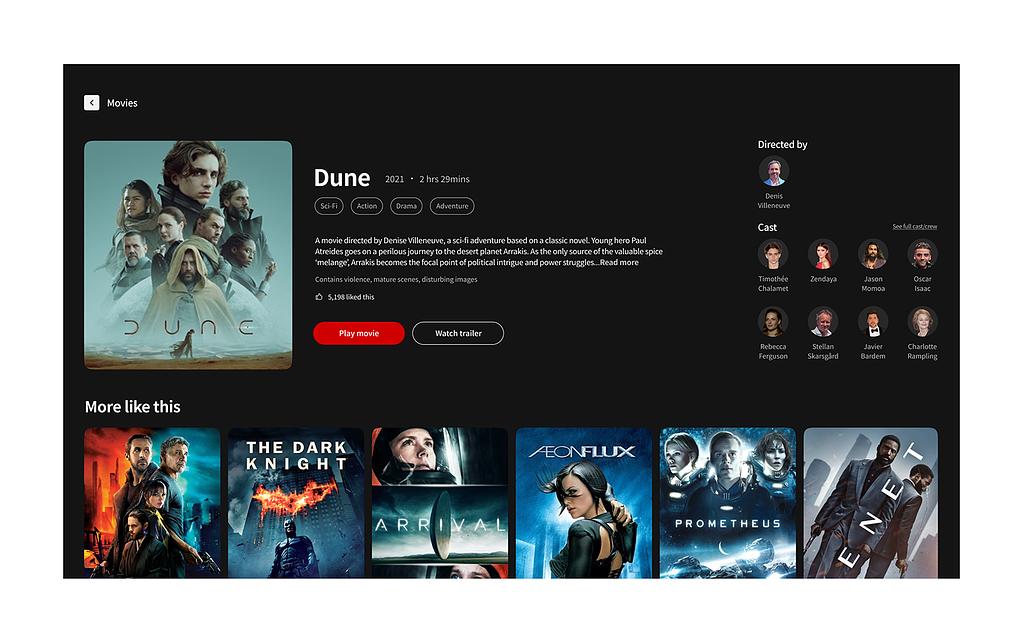 Movies
DUNE
Dune
2021 · 2 hrs 29mins
Sci-Fi
Action
Drama
Adventure
A movie directed by Denise Villeneuve, a sci-fi adventure based on a classic novel. Young hero Paul
Atreides goes on a perilous journey to the desert planet Arrakis. As the only source of the valuable spice
'melange', Arrakis becomes the focal point of political intrigue and power struggles...Read more
Contains violence, mature scenes, disturbing images
5,198 liked this
Play movie
Watch trailer
Directed by
Denis
Villeneuve
Cast
See full cast/crew
Timothée
Chalamet
Zendaya
Jason
Momoa
Oscar
Isaac
Rebecca
Ferguson
Stellan
Skarsgård
Javier
Bardem
Charlotte
Rampling
More like this
THE DARK
KNIGHT
ARRIVAL
ÆONFLUX
PROMETHEUS
ENET